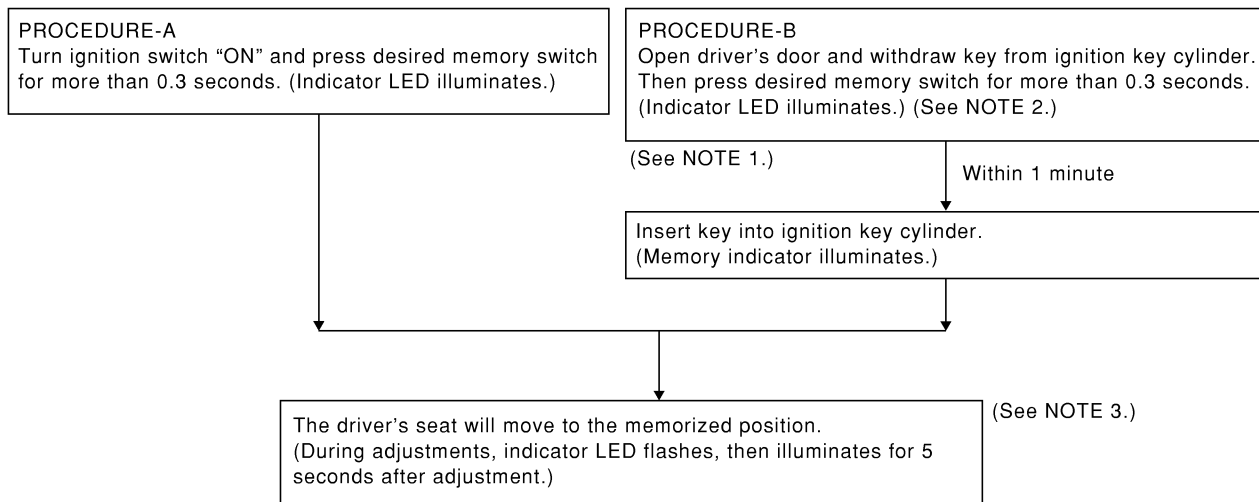 PROCEDURE-A
Turn ignition switch “ON” and press desired memory switch
for more than 0.3 seconds. (Indicator LED illuminates.)
PROCEDURE-B
Open driver’s door and withdraw key from ignition key cylinder.
Then press desired memory switch for more than 0.3 seconds.
(Indicator LED illuminates.) (See NOTE 2.)
(See NOTE 1.)
Within 1 minute
Insert key into ignition key cylinder.
(Memory indicator illuminates.)
The driver’s seat will move to the memorized position.
(During adjustments, indicator LED flashes, then illuminates for 5
seconds after adjustment.)
(See NOTE 3.)